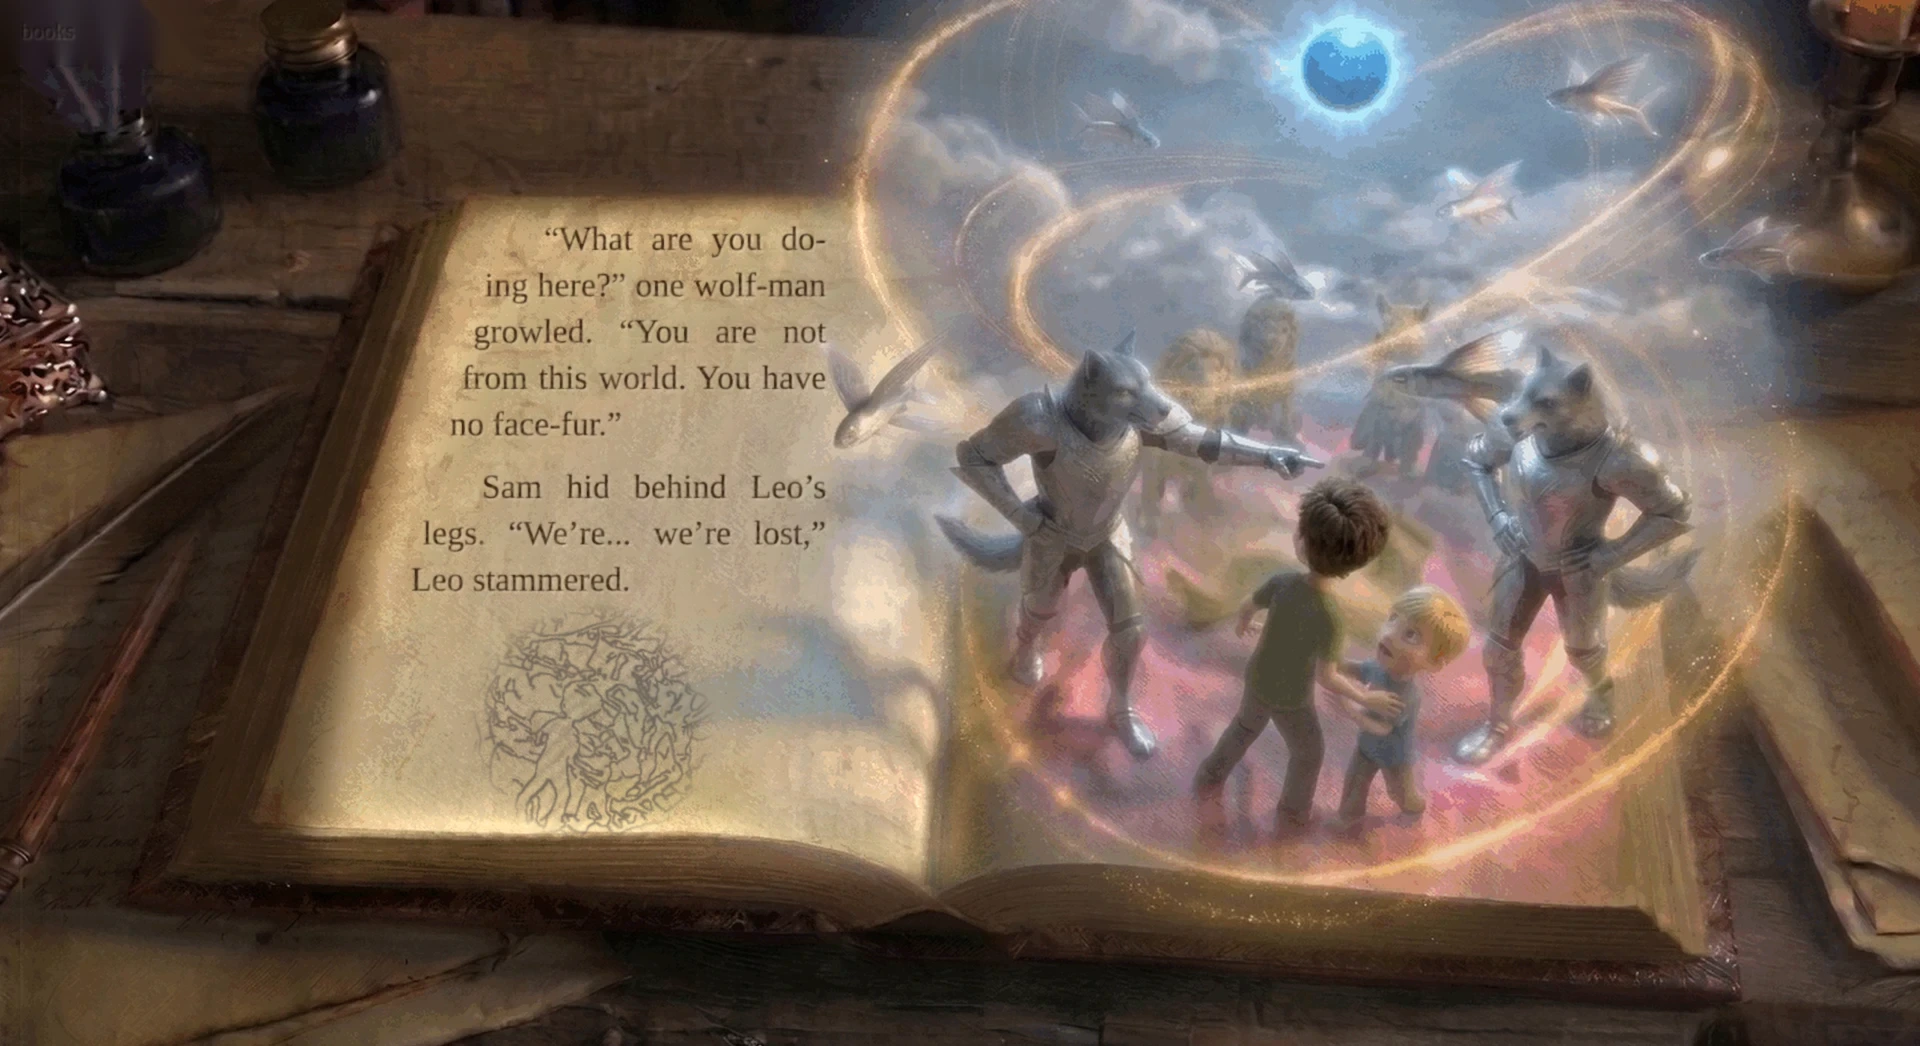 books
“What are you do-
ing here?” one wolf-man
growled. “You are not
from this world. You have
no face-fur.”
Sam hid behind Leo’s
legs. “We’re... we’re lost,”
Leo stammered.